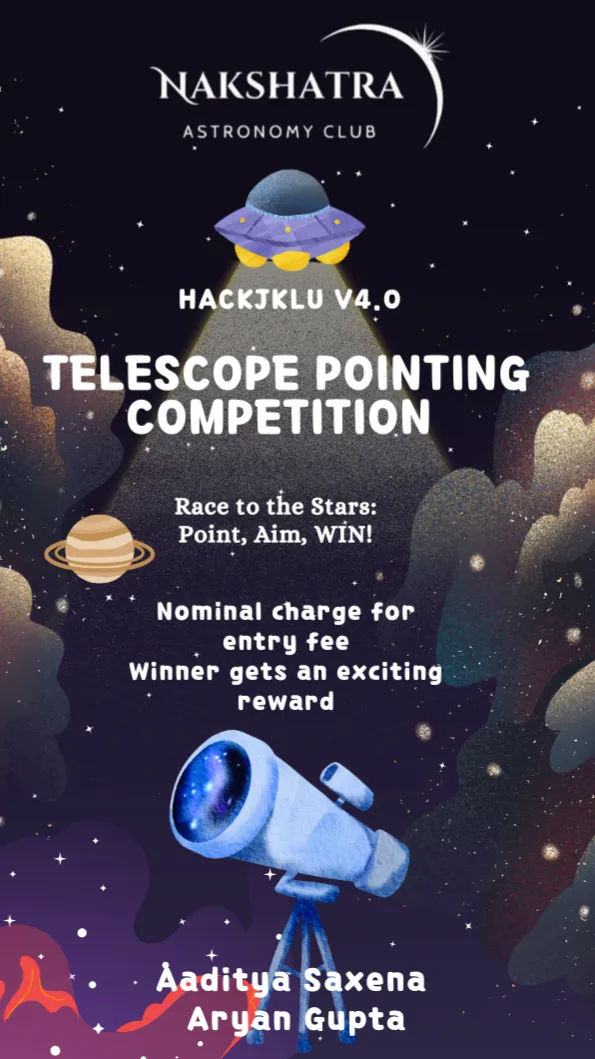 NAKSHATRA
ASTRONOMY CLUB
HACKJKLU V4.0
TELESCOPE POINTING
COMPETITION
Race to the Stars:
Point, Aim, WIN!
Nominal charge for
entry fee
Winner gets an exciting
reward
Aaditya Saxena
Aryan Gupta